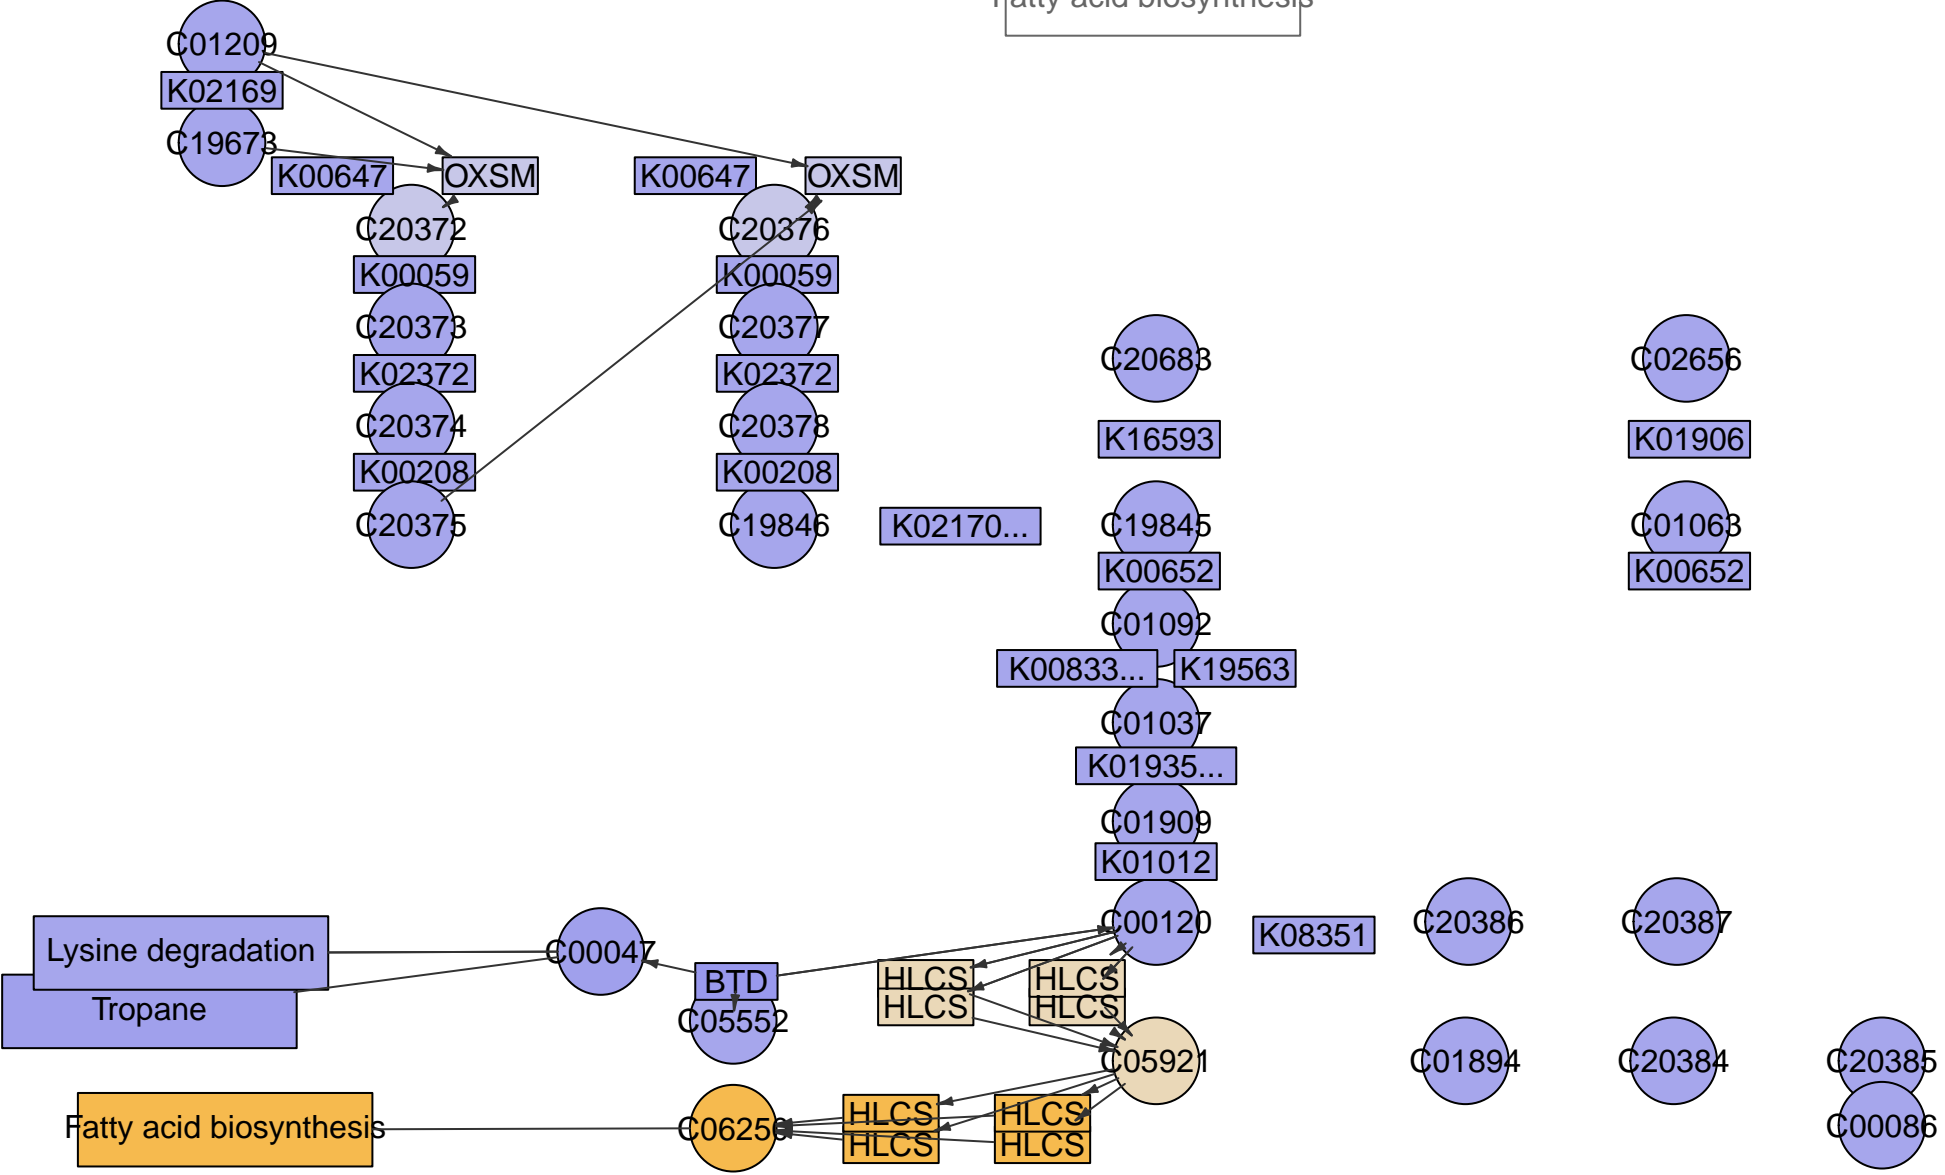 Fatty acid biosynthesis
C01209
K02169
C19673
K00647
OXSM
K00647
OXSM
C20372
C20376
K00059
K00059
C20373
C20377
C20683
C02656
K02372
K02372
C20374
C20378
K16593
K01906
K00208
K00208
C20375
C19846
K02170...
C19845
C01063
K00652
K00652
C01092
K00833...
K19563
C01037
K01935...
C01909
K01012
C00120
K08351
C20386
C20387
Lysine degradation
C00047
BTD
HLCS
HLCS
Tropane
HLCS
HLCS
C05552
C05921
C01894
C20384
C20385
Fatty acid biosynthesis
C06250
HLCS
HLCS
HLCS
HLCS
C00086